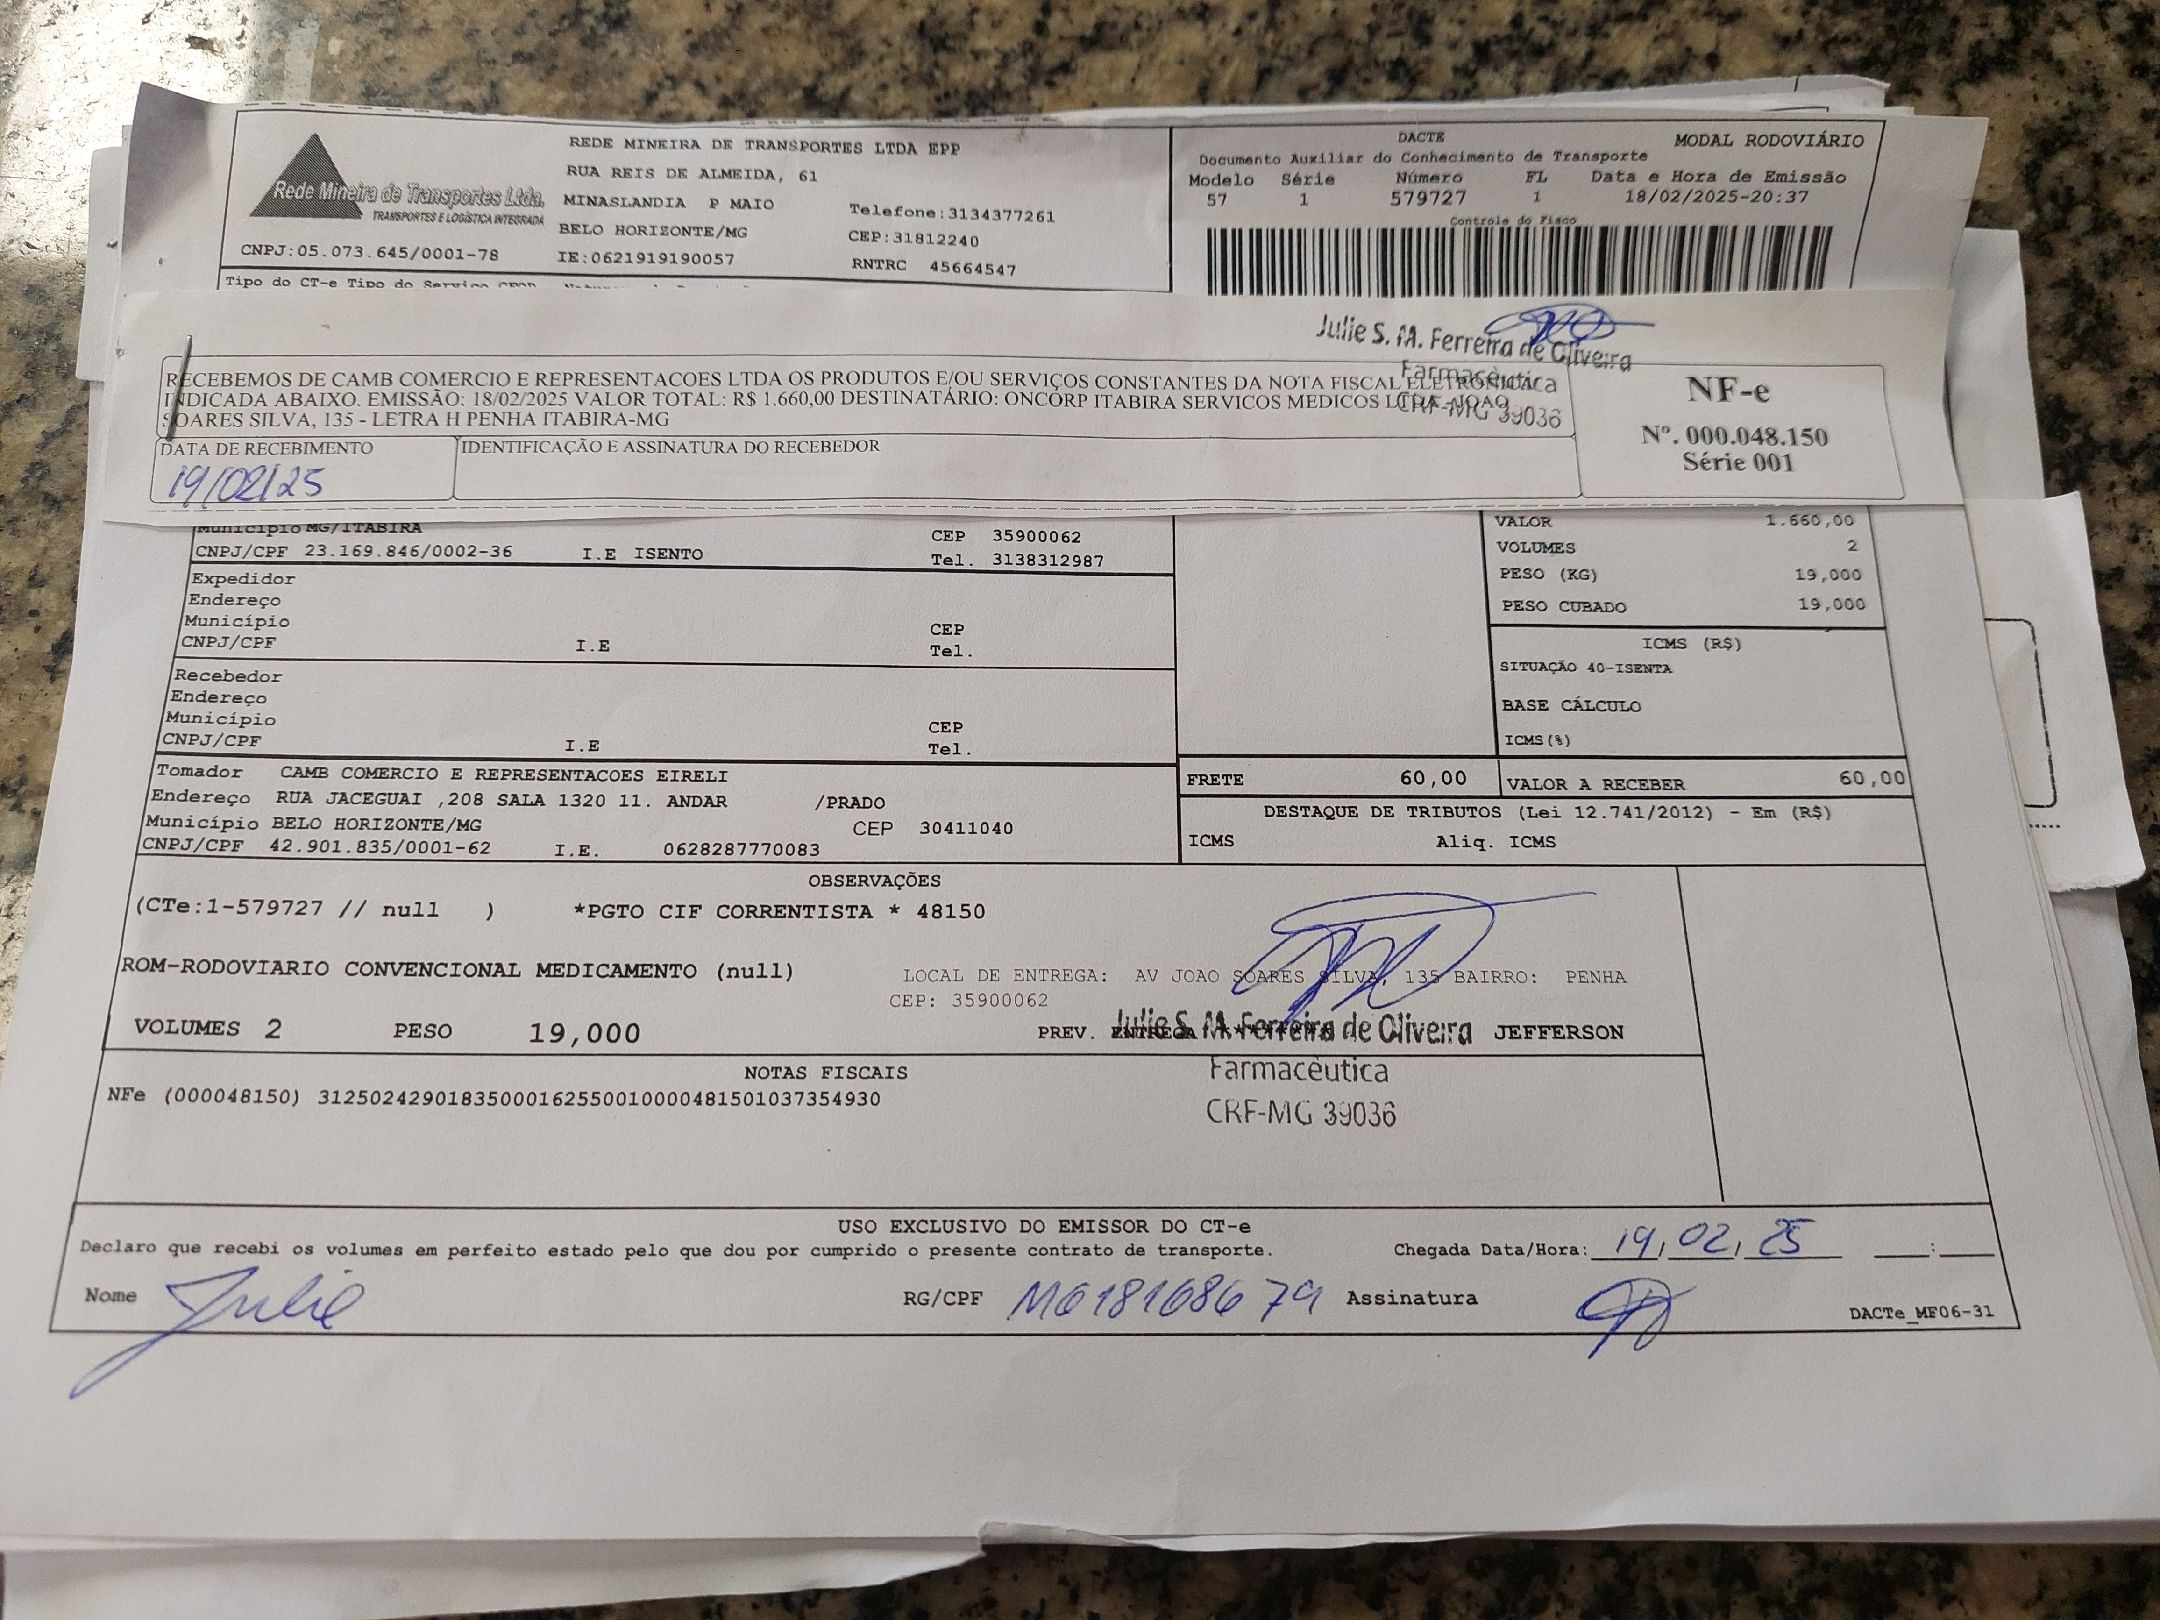 Rede Mineira de Transportes Ltda.
TRANSPORTES E LOGÍSTICA INTEGRADA
CNPJ:05.073.645/0001-78
REDE MINEIRA DE TRANSPORTES LTDA EPP
RUA REIS DE ALMEIDA, 61
MINASLANDIA P MAIO
Telefone:3134377261
BELO HORIZONTE/MG
CEP:31812240
IE:0621919190057
RNTRC 45664547
DACTE
MODAL RODOVIÁRIO
Documento Auxiliar do Conhecimento de Transporte
Modelo Série Número FL Data e Hora de Emissão
57 1 579727 1 18/02/2025-20:37
Controle do Fisco
Tipo do CT-e Tipo do Serviço CFOP
Julie S. M. Ferreira de Oliveira
Farmacêutica
CRF-MG 39036
RECEBEMOS DE CAMB COMERCIO E REPRESENTACOES LTDA OS PRODUTOS E/OU SERVIÇOS CONSTANTES DA NOTA FISCAL ELETRÔNICA
INDICADA ABAIXO. EMISSÃO: 18/02/2025 VALOR TOTAL: R$ 1.660,00 DESTINATÁRIO: ONCORP ITABIRA SERVICOS MEDICOS LTDA - JOAO
SOARES SILVA, 135 - LETRA H PENHA ITABIRA-MG
DATA DE RECEBIMENTO
IDENTIFICAÇÃO E ASSINATURA DO RECEBEDOR
19/02/25
NF-e
Nº. 000.048.150
Série 001
Município MG/ITABIRA
CEP 35900062
CNPJ/CPF 23.169.846/0002-36 I.E ISENTO
Tel. 3138312987
VALOR 1.660,00
VOLUMES 2
PESO (KG) 19,000
PESO CUBADO 19,000
Expedidor
Endereço
Município
CEP
CNPJ/CPF I.E
Tel.
ICMS (R$)
SITUAÇÃO 40-ISENTA
BASE CÁLCULO
ICMS(%)
Recebedor
Endereço
Município
CEP
CNPJ/CPF I.E
Tel.
Tomador CAMB COMERCIO E REPRESENTACOES EIRELI
Endereço RUA JACEGUAI ,208 SALA 1320 11. ANDAR /PRADO
Município BELO HORIZONTE/MG CEP 30411040
CNPJ/CPF 42.901.835/0001-62 I.E. 0628287770083
FRETE 60,00 VALOR A RECEBER 60,00
DESTAQUE DE TRIBUTOS (Lei 12.741/2012) - Em (R$)
ICMS Aliq. ICMS
OBSERVAÇÕES
(CTe:1-579727 // null ) *PGTO CIF CORRENTISTA * 48150
ROM-RODOVIARIO CONVENCIONAL MEDICAMENTO (null)
LOCAL DE ENTREGA: AV JOAO SOARES SILVA, 135 BAIRRO: PENHA
CEP: 35900062
VOLUMES 2 PESO 19,000
PREV. ENTREGA JEFFERSON
Julie S. M. Ferreira de Oliveira
Farmacêutica
CRF-MG 39036
NOTAS FISCAIS
NFe (000048150) 31250242901835000162550010000481501037354930
USO EXCLUSIVO DO EMISSOR DO CT-e
Declaro que recebi os volumes em perfeito estado pelo que dou por cumprido o presente contrato de transporte.
Chegada Data/Hora: 19/02/25 __:__
Nome Julie RG/CPF MG18168679 Assinatura
DACTe_MF06-31